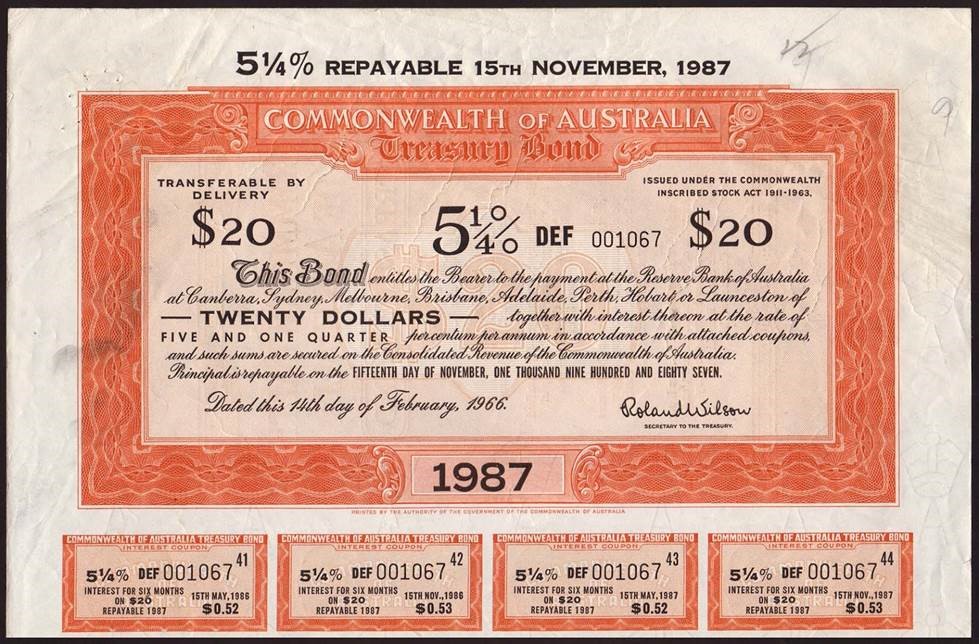 5¼% REPAYABLE 15TH NOVEMBER, 1987
COMMONWEALTH OF AUSTRALIA
Treasury Bond
TRANSFERABLE BY
DELIVERY
ISSUED UNDER THE COMMONWEALTH
INSCRIBED STOCK ACT 1911-1963.
$20 5¼% DEF 001067 $20
This Bond entitles the Bearer to the payment at the Reserve Bank of Australia
at Canberra, Sydney, Melbourne, Brisbane, Adelaide, Perth, Hobart or Launceston of
— TWENTY DOLLARS — together with interest thereon at the rate of
FIVE AND ONE QUARTER per centum per annum in accordance with attached coupons,
and such sums are secured on the Consolidated Revenue of the Commonwealth of Australia.
Principal is repayable on the FIFTEENTH DAY OF NOVEMBER, ONE THOUSAND NINE HUNDRED AND EIGHTY SEVEN.
Dated this 14th day of February, 1966.
Roland Wilson
SECRETARY TO THE TREASURY.
1987
PRINTED BY THE AUTHORITY OF THE GOVERNMENT OF THE COMMONWEALTH OF AUSTRALIA
COMMONWEALTH OF AUSTRALIA TREASURY BOND
INTEREST COUPON
5¼% DEF 001067 41
INTEREST FOR SIX MONTHS
ON $20 15TH MAY, 1986
REPAYABLE 1987 $0.52
COMMONWEALTH OF AUSTRALIA TREASURY BOND
INTEREST COUPON
5¼% DEF 001067 42
INTEREST FOR SIX MONTHS
ON $20 15TH NOV., 1986
REPAYABLE 1987 $0.53
COMMONWEALTH OF AUSTRALIA TREASURY BOND
INTEREST COUPON
5¼% DEF 001067 43
INTEREST FOR SIX MONTHS
ON $20 15TH MAY, 1987
REPAYABLE 1987 $0.52
COMMONWEALTH OF AUSTRALIA TREASURY BOND
INTEREST COUPON
5¼% DEF 001067 44
INTEREST FOR SIX MONTHS
ON $20 15TH NOV., 1987
REPAYABLE 1987 $0.53